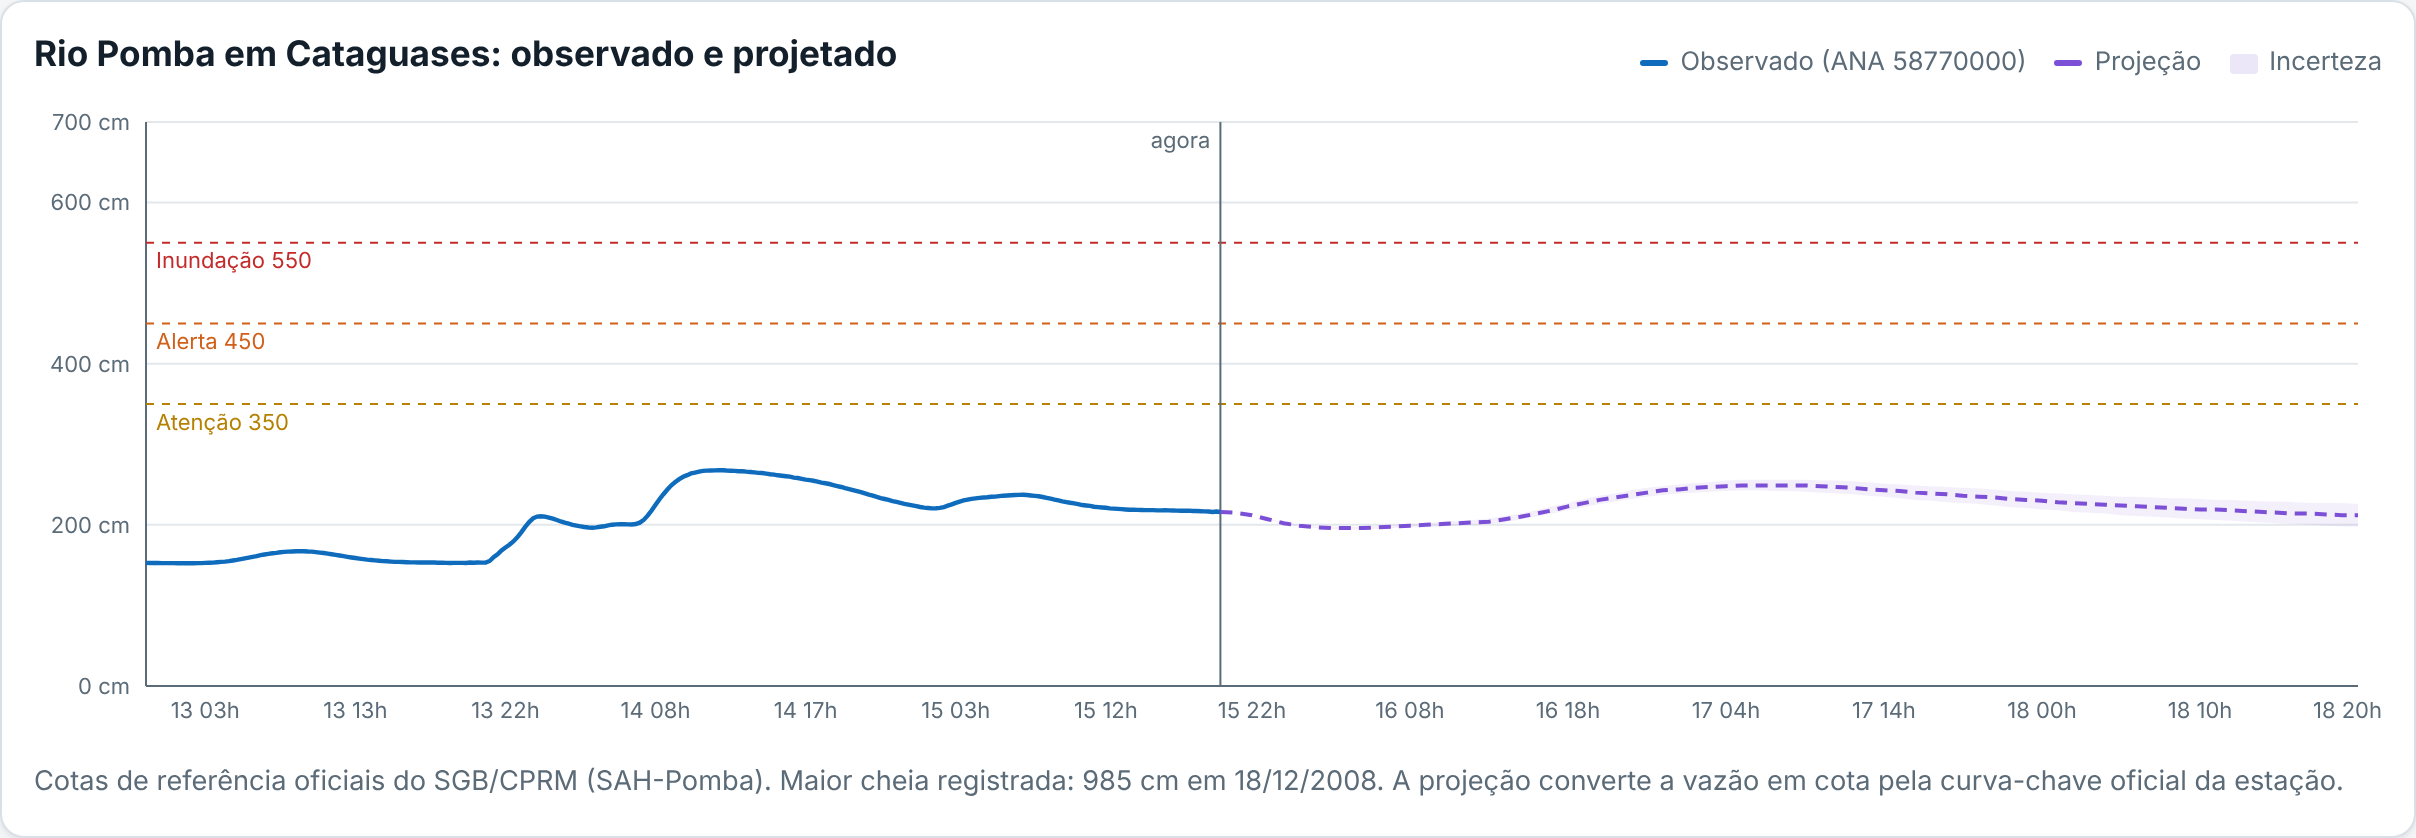 Rio Pomba em Cataguases: observado e projetado
Observado (ANA 58770000)
Projeção
Incerteza
700 cm
agora
600 cm
Inundação 550
Alerta 450
400 cm
Atenção 350
200 cm
0 cm
13 03h
13 13h
13 22h
14 08h
14 17h
15 03h
15 12h
15 22h
16 08h
16 18h
17 04h
17 14h
18 00h
18 10h
18 20h
Cotas de referência oficiais do SGB/CPRM (SAH-Pomba). Maior cheia registrada: 985 cm em 18/12/2008. A projeção converte a vazão em cota pela curva-chave oficial da estação.